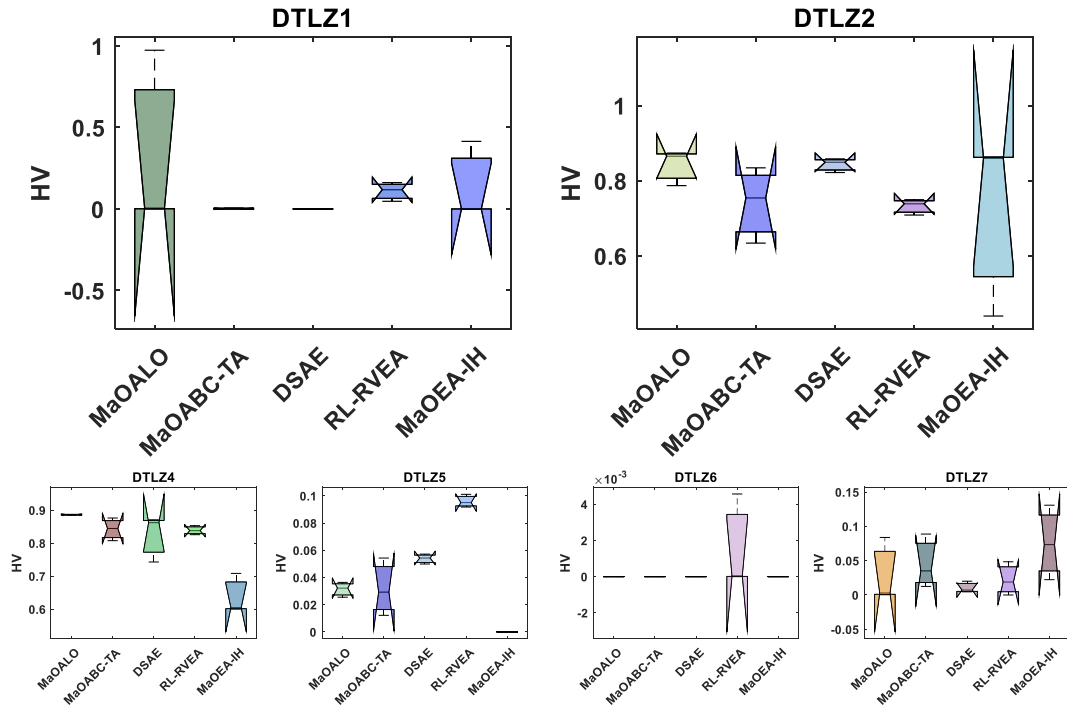 DTLZ1
DTLZ2
HV
1
0.5
0
-0.5
MaOALO
MaOABC-TA
DSAE
RL-RVEA
MaOEA-IH
HV
1
0.8
0.6
MaOALO
MaOABC-TA
DSAE
RL-RVEA
MaOEA-IH
DTLZ4
HV
0.9
0.8
0.7
0.6
MaOALO
MaOABC-TA
DSAE
RL-RVEA
MaOEA-IH
DTLZ5
HV
0.1
0.08
0.06
0.04
0.02
0
MaOALO
MaOABC-TA
DSAE
RL-RVEA
MaOEA-IH
DTLZ6
×10⁻³
HV
4
2
0
-2
MaOALO
MaOABC-TA
DSAE
RL-RVEA
MaOEA-IH
DTLZ7
HV
0.15
0.1
0.05
0
-0.05
MaOALO
MaOABC-TA
DSAE
RL-RVEA
MaOEA-IH